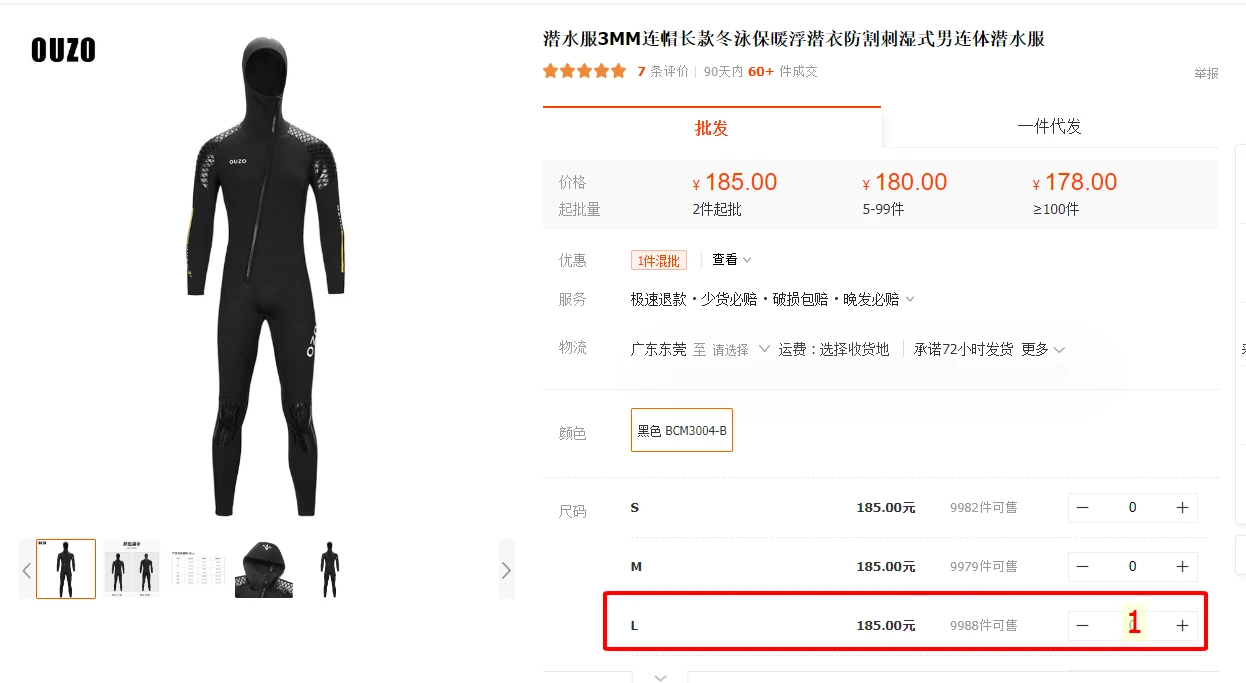 OUZO
潜水服3MM连帽长款冬泳保暖浮潜衣防割刺湿式男连体潜水服
7 条评价 90天内 60+ 件成交
举报
批发 一件代发
价格 ¥ 185.00 ¥ 180.00 ¥ 178.00
起批量 2件起批 5-99件 ≥100件
优惠 1件混批 查看
服务 极速退款·少货必赔·破损包赔·晚发必赔
物流 广东东莞 至 请选择 运费：选择收货地 承诺72小时发货 更多
颜色 黑色 BCM3004-B
尺码 S 185.00元 9982件可售 − 0 +
M 185.00元 9979件可售 − 0 +
L 185.00元 9988件可售 − 1 +
OUZO
OZO